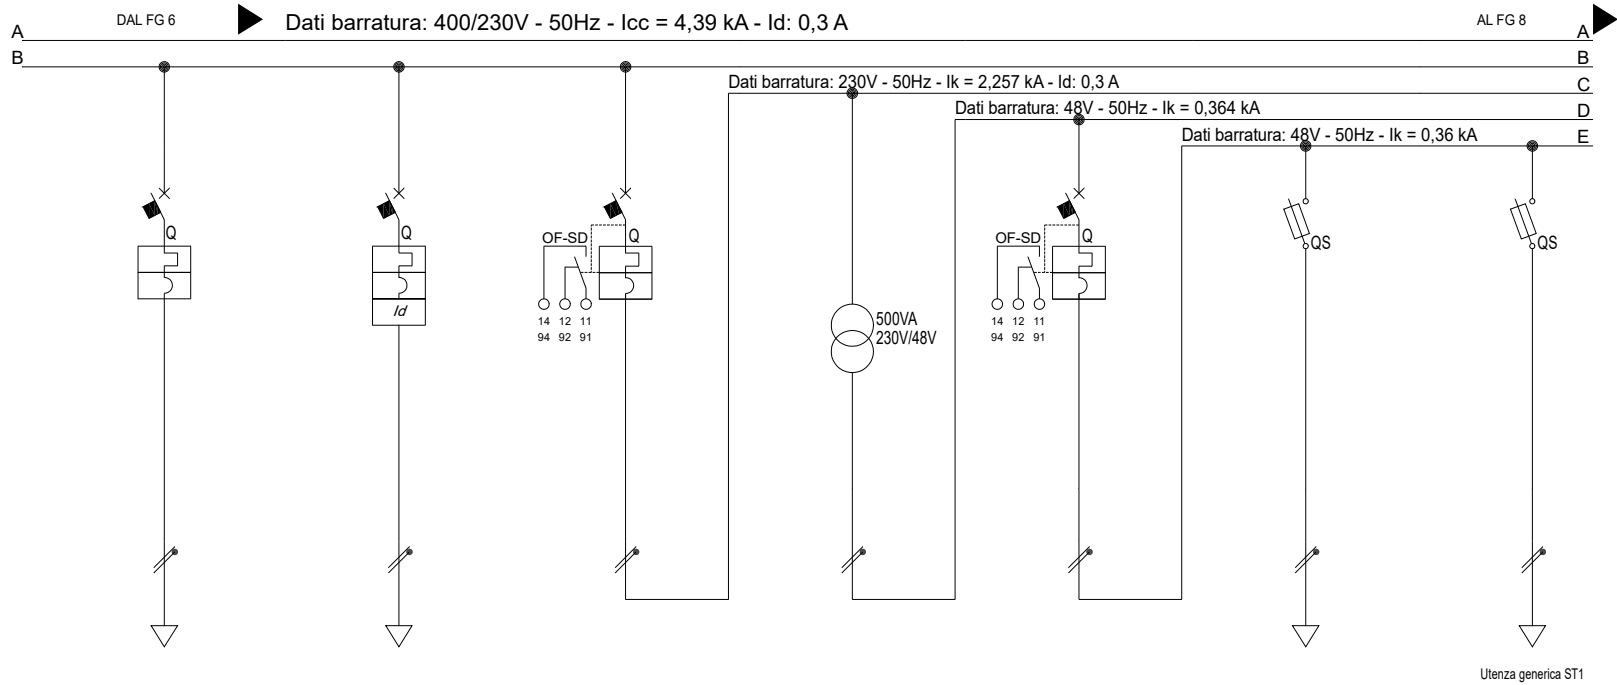 DAL FG 6
Dati barratura: 400/230V - 50Hz - Icc = 4,39 kA - Id: 0,3 A
AL FG 8
A
A
B
B
Dati barratura: 230V - 50Hz - Ik = 2,257 kA - Id: 0,3 A
C
Dati barratura: 48V - 50Hz - Ik = 0,364 kA
D
Dati barratura: 48V - 50Hz - Ik = 0,36 kA
E
Q
Q
OF-SD
Q
OF-SD
Q
QS
QS
Id
14 12 11
94 92 91
500VA
230V/48V
14 12 11
94 92 91
Utenza generica ST1